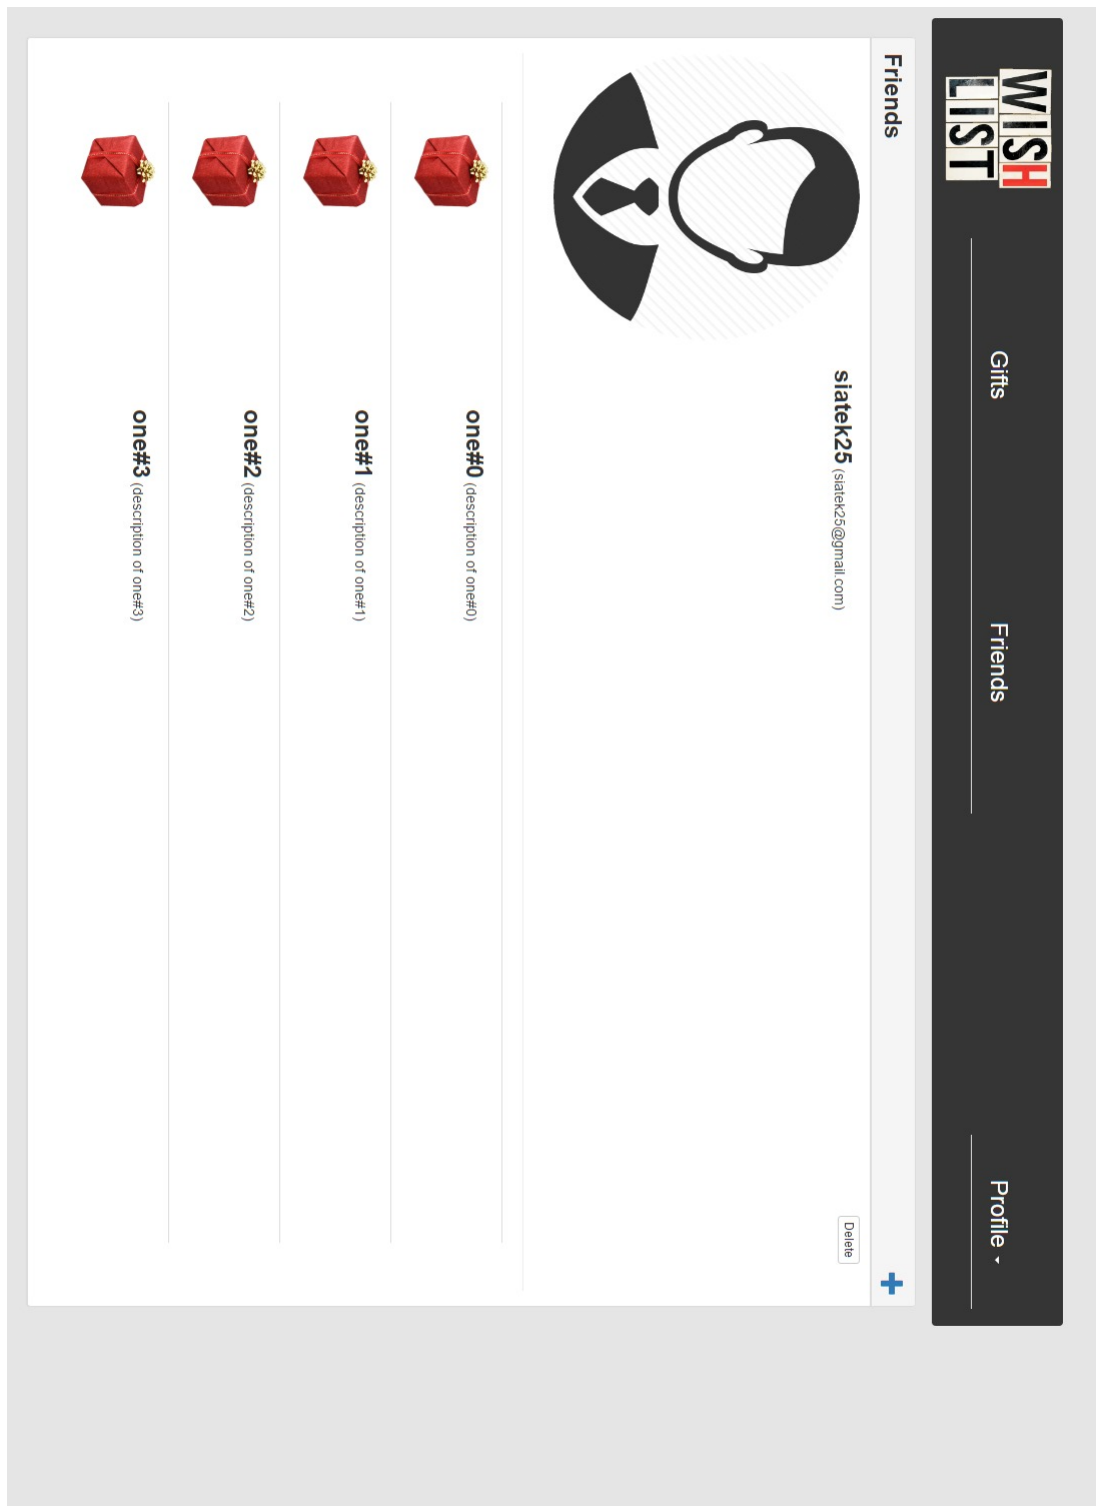 WISH
LIST
Gifts
Friends
Profile
Friends
siatek25 (siatek25@gmail.com)
Delete
one#0 (description of one#0)
one#1 (description of one#1)
one#2 (description of one#2)
one#3 (description of one#3)